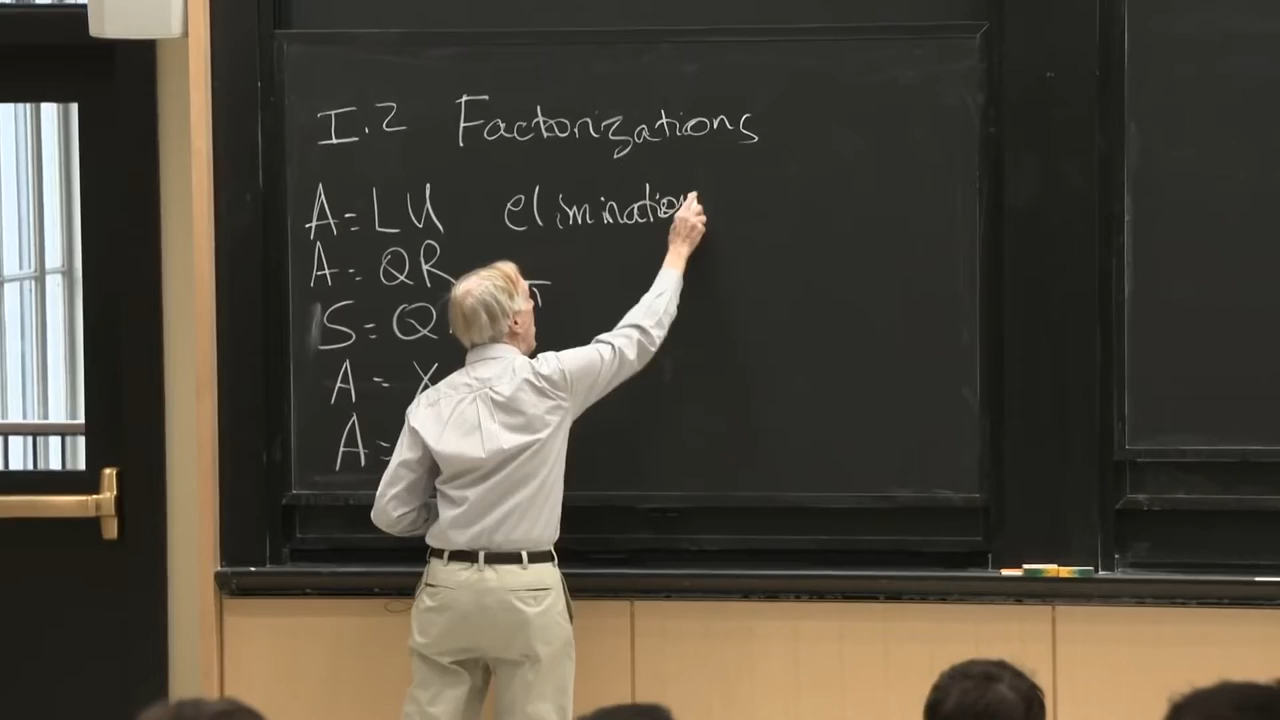 I.2 Factorizations
A = LU elimination
A = QR
S = Q T
A = X
A =